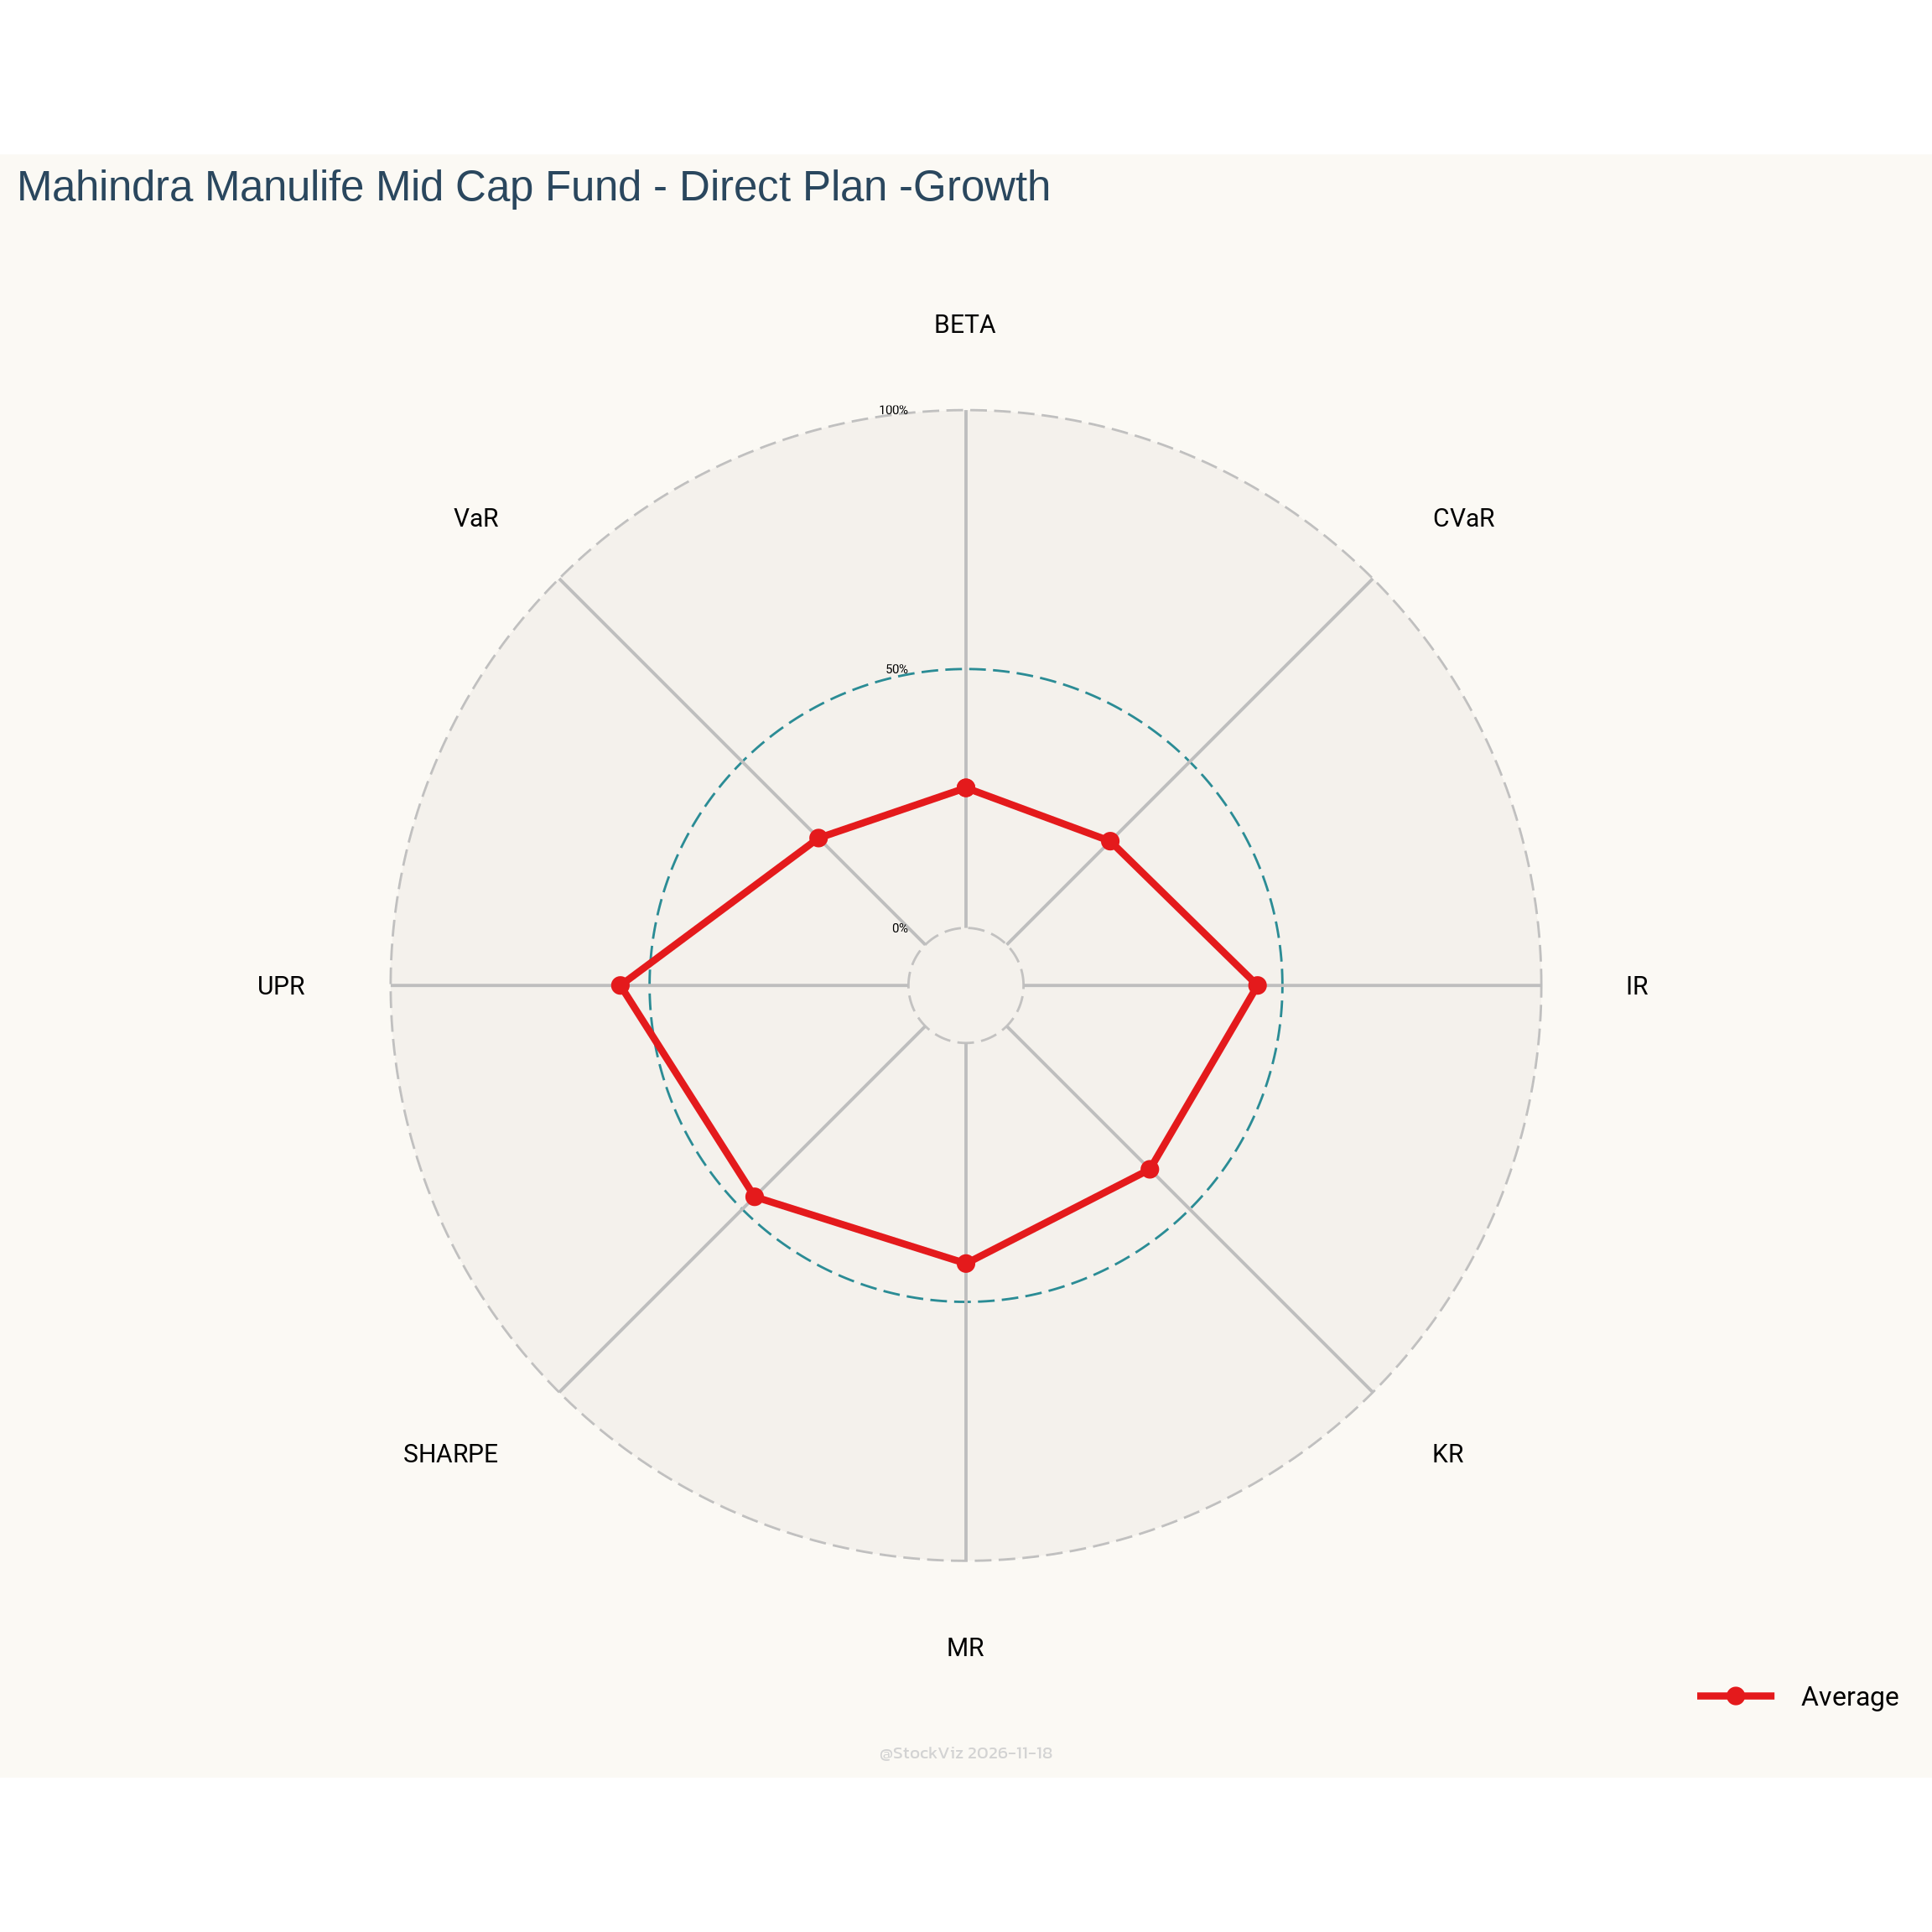 Mahindra Manulife Mid Cap Fund - Direct Plan -Growth
BETA
100%
VaR
CVaR
50%
0%
UPR
IR
SHARPE
KR
MR
Average
@StockViz 2026-11-18